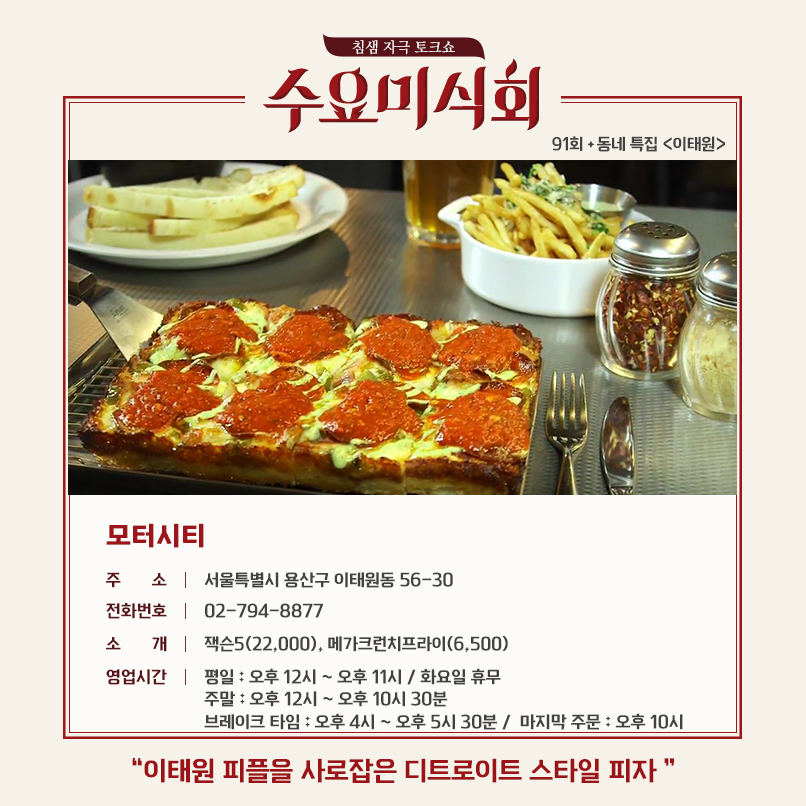 침샘 자극 토크쇼
수요미식회
91회 + 동네 특집 <이태원>
모터시티
주 소 | 서울특별시 용산구 이태원동 56-30
전화번호 | 02-794-8877
소 개 | 잭슨5(22,000), 메가크런치프라이(6,500)
영업시간 | 평일 : 오후 12시 ~ 오후 11시 / 화요일 휴무
주말 : 오후 12시 ~ 오후 10시 30분
브레이크 타임 : 오후 4시 ~ 오후 5시 30분 / 마지막 주문 : 오후 10시
“이태원 피플을 사로잡은 디트로이트 스타일 피자 ”